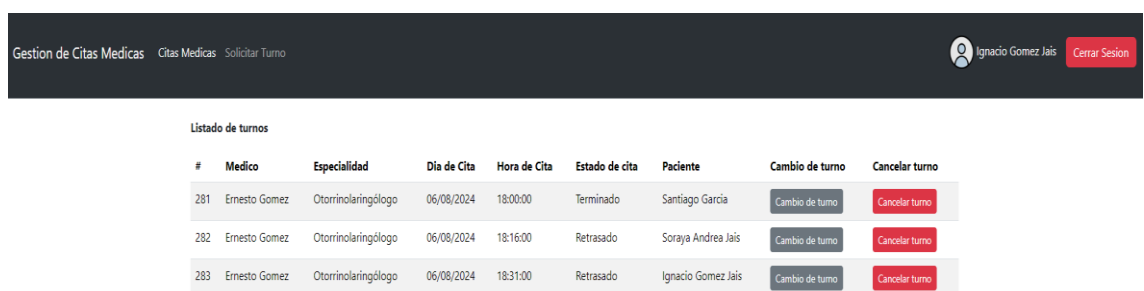 Gestion de Citas Medicas Citas Medicas Solicitar Turno Ignacio Gomez Jais Cerrar Sesion
Listado de turnos
# Medico Especialidad Dia de Cita Hora de Cita Estado de cita Paciente Cambio de turno Cancelar turno
281 Ernesto Gomez Otorrinolaringólogo 06/08/2024 18:00:00 Terminado Santiago Garcia Cambio de turno Cancelar turno
282 Ernesto Gomez Otorrinolaringólogo 06/08/2024 18:16:00 Retrasado Soraya Andrea Jais Cambio de turno Cancelar turno
283 Ernesto Gomez Otorrinolaringólogo 06/08/2024 18:31:00 Retrasado Ignacio Gomez Jais Cambio de turno Cancelar turno